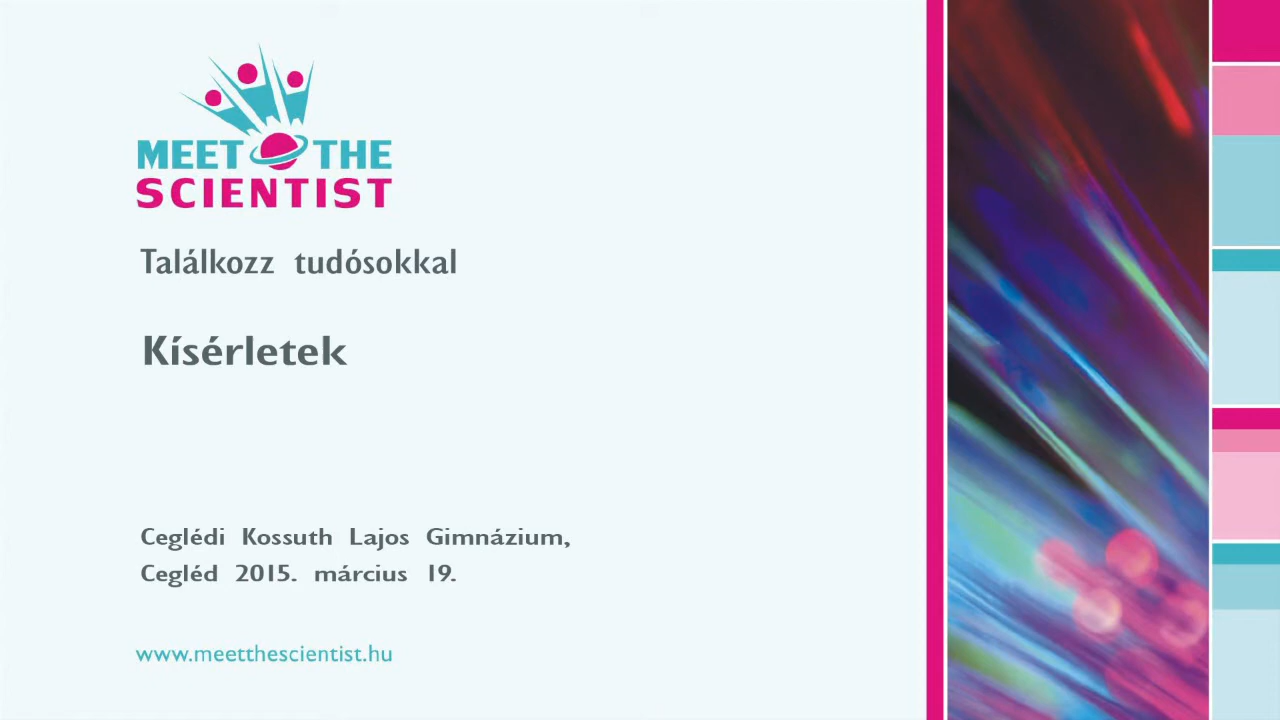 MEET THE
SCIENTIST
Találkozz tudósokkal
Kísérletek
Ceglédi Kossuth Lajos Gimnázium,
Cegléd 2015. március 19.
www.meetthescientist.hu